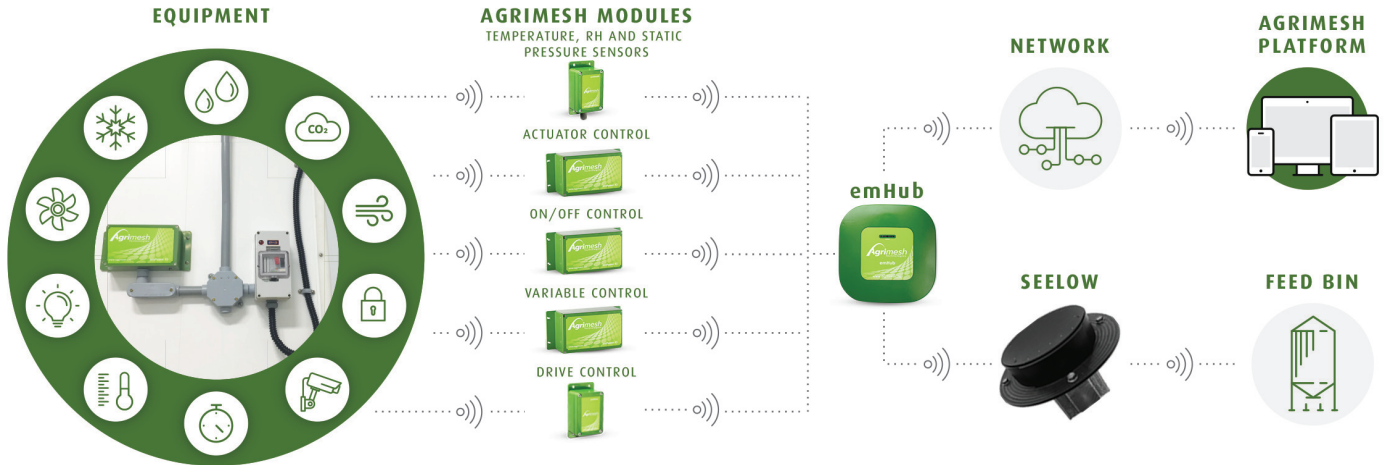 EQUIPMENT
CO₂
Agrimesh
AGRIMESH MODULES
TEMPERATURE, RH AND STATIC
PRESSURE SENSORS
ACTUATOR CONTROL
Agrimesh
ON/OFF CONTROL
Agrimesh
VARIABLE CONTROL
Agrimesh
DRIVE CONTROL
emHub
Agrimesh
emHub
NETWORK
AGRIMESH
PLATFORM
SEELOW
FEED BIN